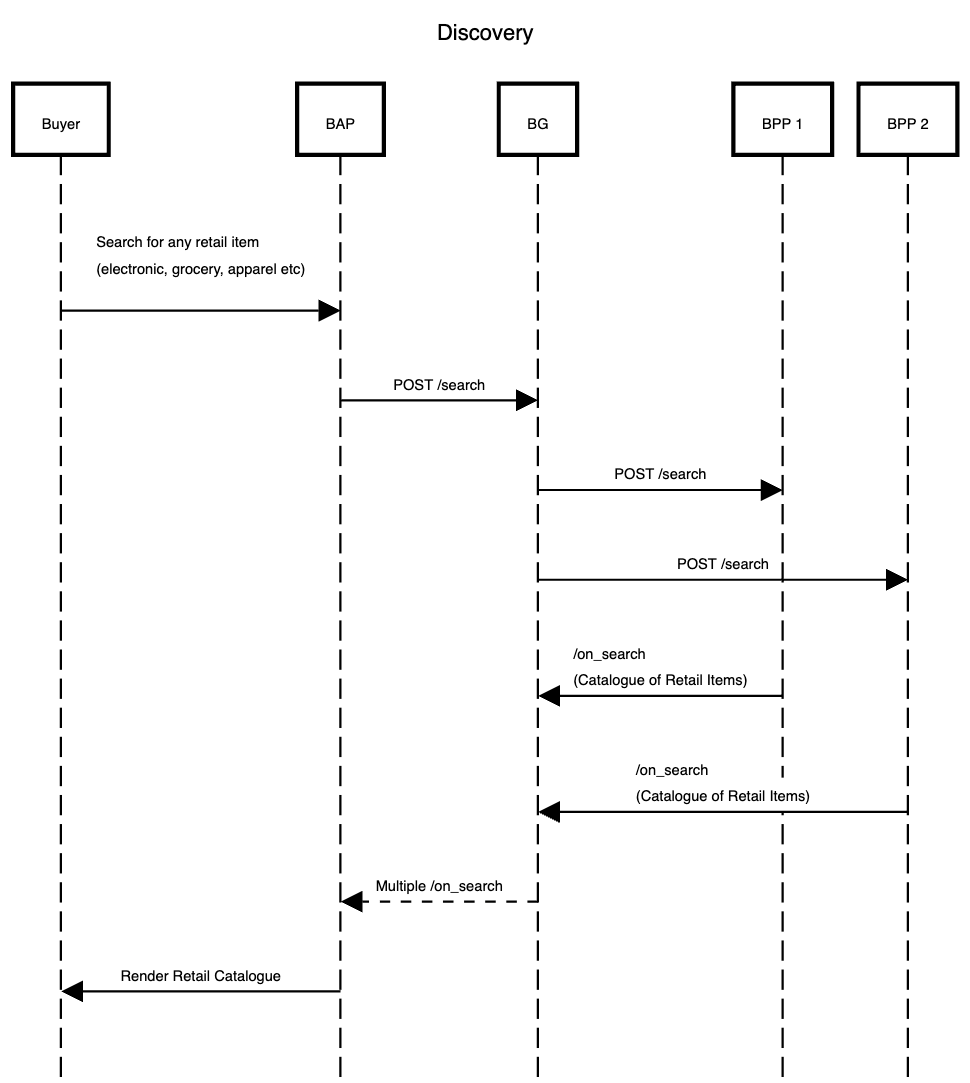 Discovery
Buyer
BAP
BG
BPP 1
BPP 2
Search for any retail item
(electronic, grocery, apparel etc)
POST /search
POST /search
POST /search
/on_search
(Catalogue of Retail Items)
/on_search
(Catalogue of Retail Items)
Multiple /on_search
Render Retail Catalogue